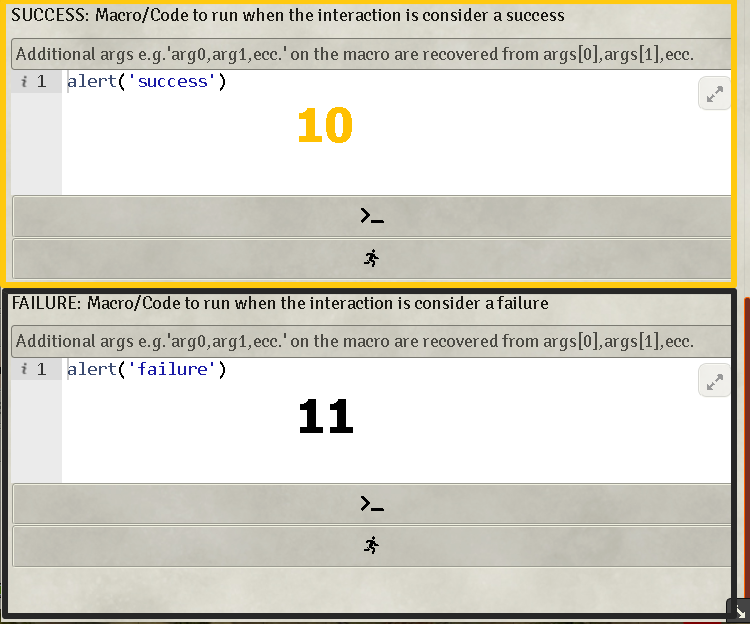 SUCCESS: Macro/Code to run when the interaction is consider a success
Additional args e.g.'arg0,arg1,ecc.' on the macro are recovered from args[0],args[1],ecc.
i 1 alert('success')
10
>_
FAILURE: Macro/Code to run when the interaction is consider a failure
Additional args e.g.'arg0,arg1,ecc.' on the macro are recovered from args[0],args[1],ecc.
i 1 alert('failure')
11
>_